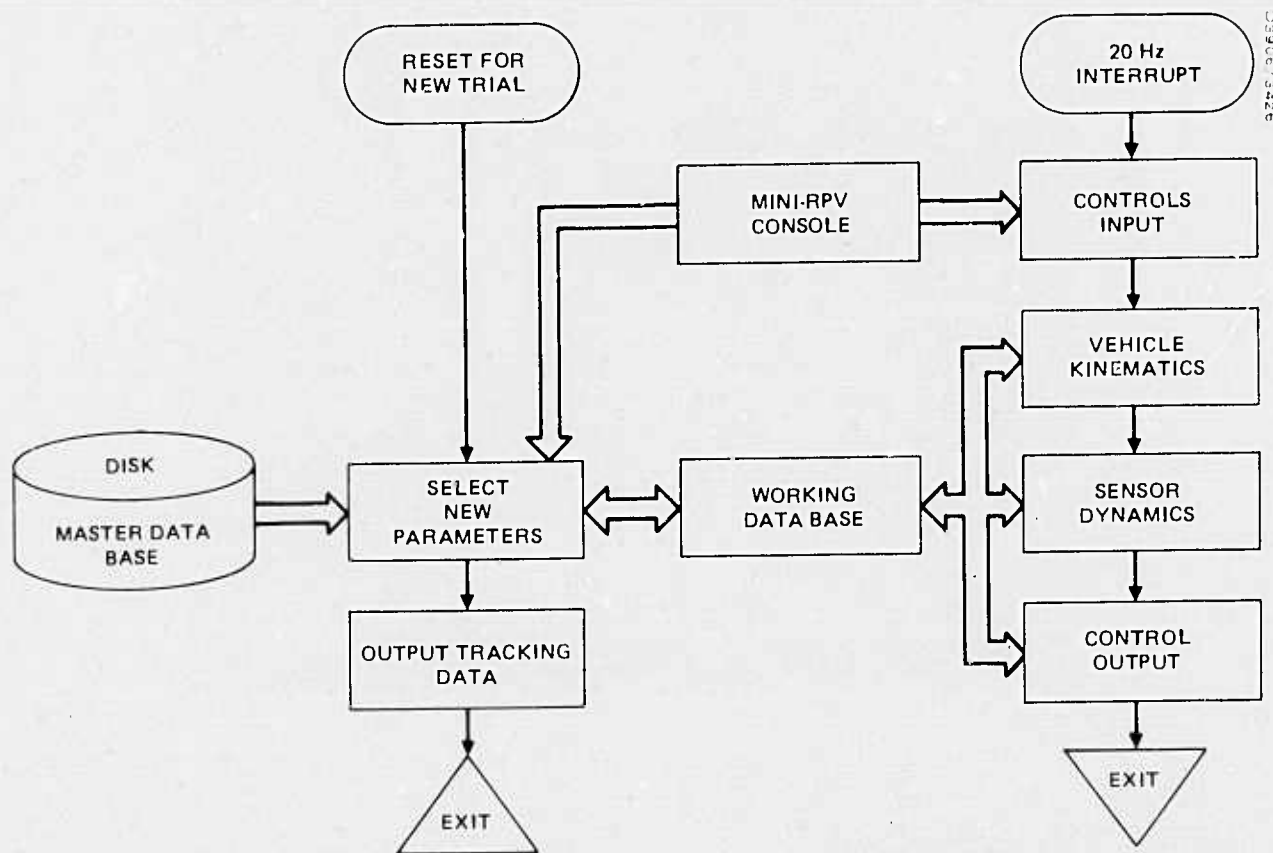 RESET FOR
NEW TRIAL
20 Hz
INTERRUPT
MINI-RPV
CONSOLE
CONTROLS
INPUT
VEHICLE
KINEMATICS
DISK
MASTER DATA
BASE
SELECT
NEW
PARAMETERS
WORKING
DATA BASE
SENSOR
DYNAMICS
OUTPUT TRACKING
DATA
CONTROL
OUTPUT
EXIT
EXIT